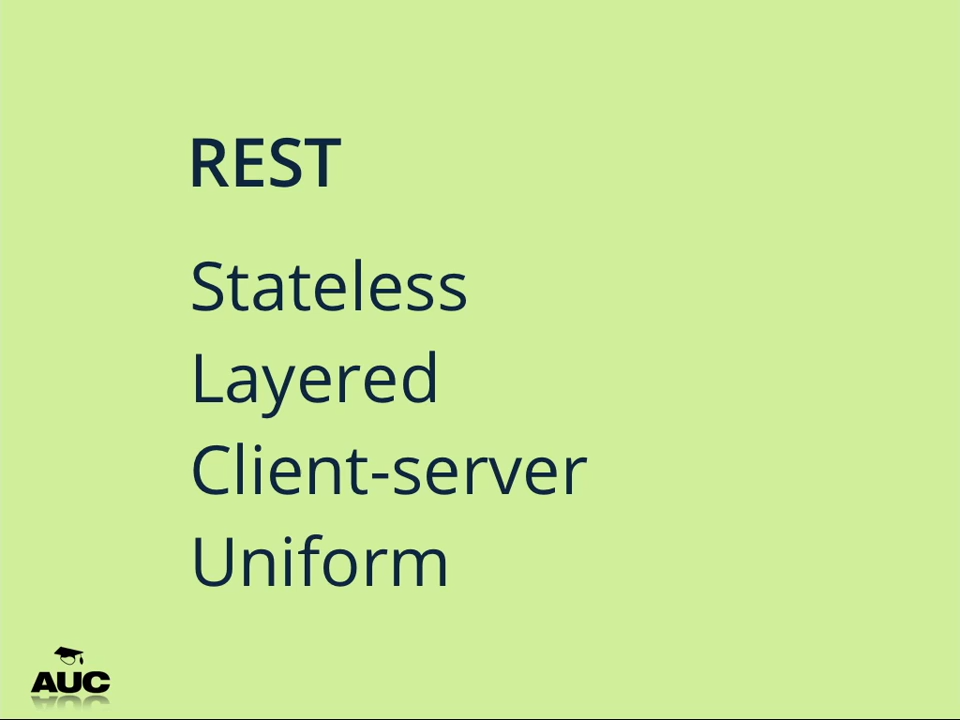 REST
Stateless
Layered
Client-server
Uniform
AUC